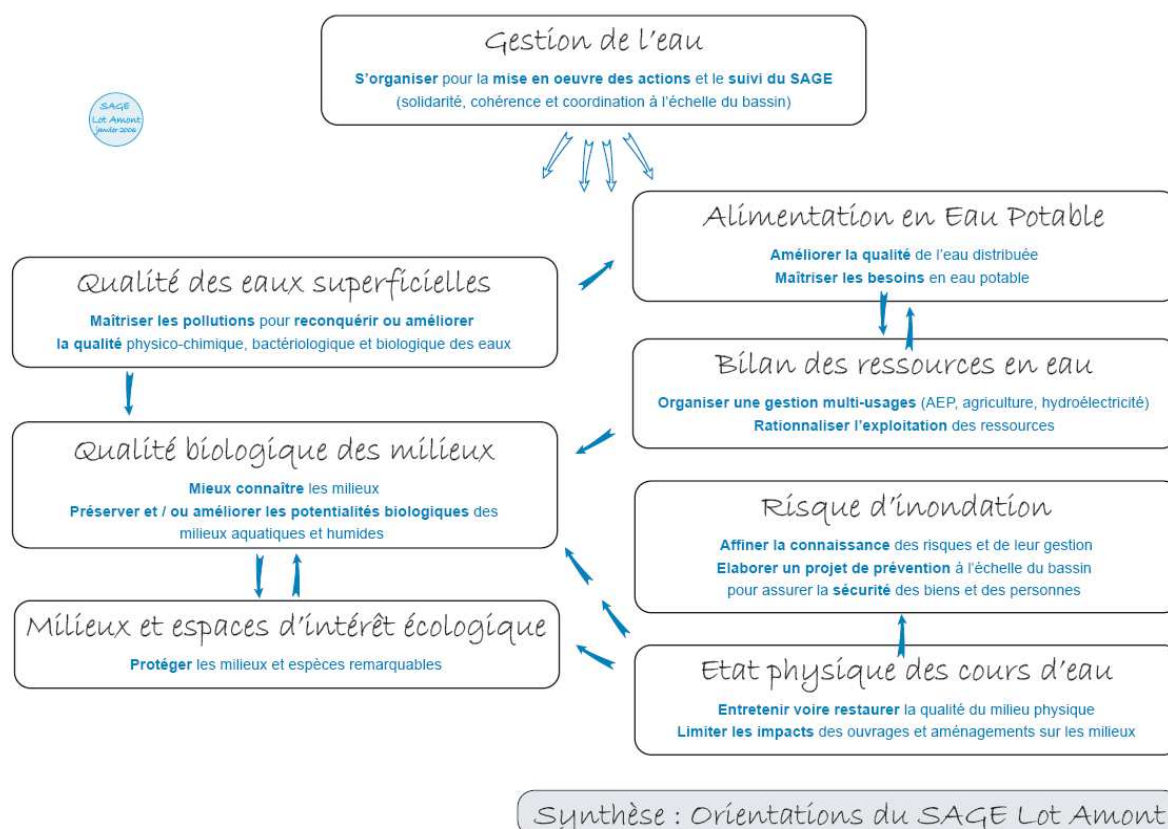 Gestion de l'eau
S'organiser pour la mise en oeuvre des actions et le suivi du SAGE
(solidarité, cohérence et coordination à l'échelle du bassin)
SAGE
Lot Amont
janvier 2006
Alimentation en Eau Potable
Améliorer la qualité de l'eau distribuée
Maîtriser les besoins en eau potable
Qualité des eaux superficielles
Maîtriser les pollutions pour reconquérir ou améliorer
la qualité physico-chimique, bactériologique et biologique des eaux
Bilan des ressources en eau
Organiser une gestion multi-usages (AEP, agriculture, hydroélectricité)
Rationnaliser l'exploitation des ressources
Qualité biologique des milieux
Mieux connaître les milieux
Préserver et / ou améliorer les potentialités biologiques des
milieux aquatiques et humides
Risque d'inondation
Affiner la connaissance des risques et de leur gestion
Elaborer un projet de prévention à l'échelle du bassin
pour assurer la sécurité des biens et des personnes
Milieux et espaces d'intérêt écologique
Protéger les milieux et espèces remarquables
Etat physique des cours d'eau
Entretenir voire restaurer la qualité du milieu physique
Limiter les impacts des ouvrages et aménagements sur les milieux
Synthèse : Orientations du SAGE Lot Amont